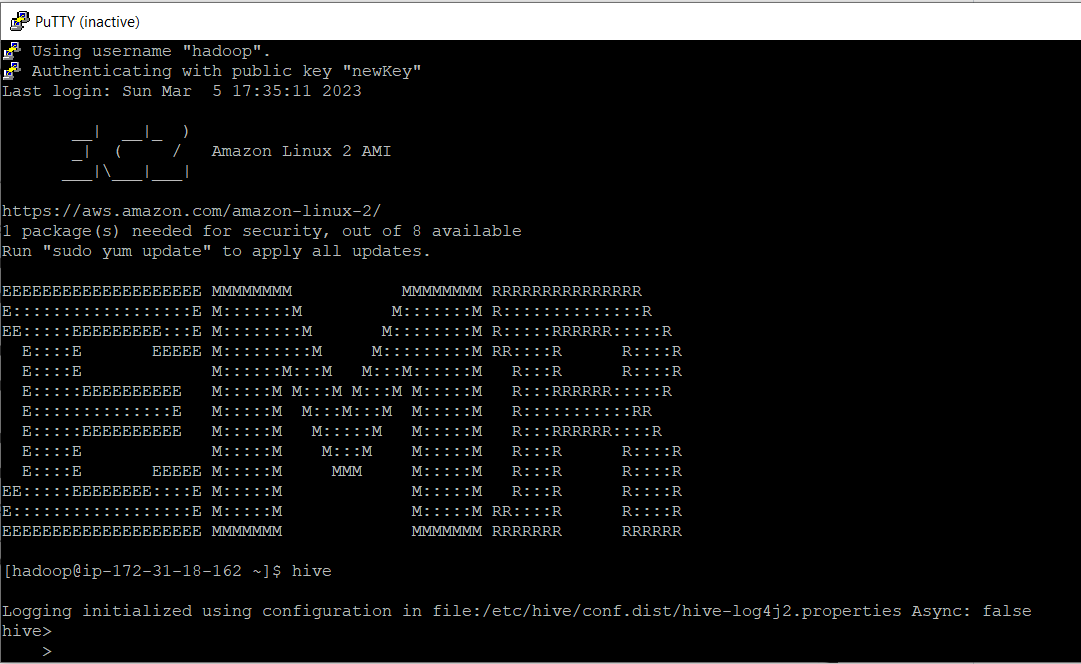 PuTTY (inactive)
Using username "hadoop".
Authenticating with public key "newKey"
Last login: Sun Mar  5 17:35:11 2023

       __|  __|_  )
       _|  (     /   Amazon Linux 2 AMI
      ___|\___|___|

https://aws.amazon.com/amazon-linux-2/
1 package(s) needed for security, out of 8 available
Run "sudo yum update" to apply all updates.

EEEEEEEEEEEEEEEEEEEE MMMMMMMM           MMMMMMMM RRRRRRRRRRRRRRR
E::::::::::::::::::E M:::::::M         M:::::::M R::::::::::::::R
EE:::::EEEEEEEEE:::E M::::::::M       M::::::::M R:::::RRRRRR:::::R
  E::::E       EEEEE M:::::::::M     M:::::::::M RR::::R      R::::R
  E::::E             M::::::M:::M   M:::M::::::M   R:::R      R::::R
  E:::::EEEEEEEEEE   M:::::M M:::M M:::M M:::::M   R:::RRRRRR:::::R
  E::::::::::::::E   M:::::M  M:::M:::M  M:::::M   R:::::::::::RR
  E:::::EEEEEEEEEE   M:::::M   M:::::M   M:::::M   R:::RRRRRR::::R
  E::::E             M:::::M    M:::M    M:::::M   R:::R      R::::R
  E::::E       EEEEE M:::::M     MMM     M:::::M   R:::R      R::::R
EE:::::EEEEEEEE::::E M:::::M             M:::::M   R:::R      R::::R
E::::::::::::::::::E M:::::M             M:::::M RR::::R      R::::R
EEEEEEEEEEEEEEEEEEEE MMMMMMM             MMMMMMM RRRRRRR      RRRRRR

[hadoop@ip-172-31-18-162 ~]$ hive

Logging initialized using configuration in file:/etc/hive/conf.dist/hive-log4j2.properties Async: false
hive>
    >